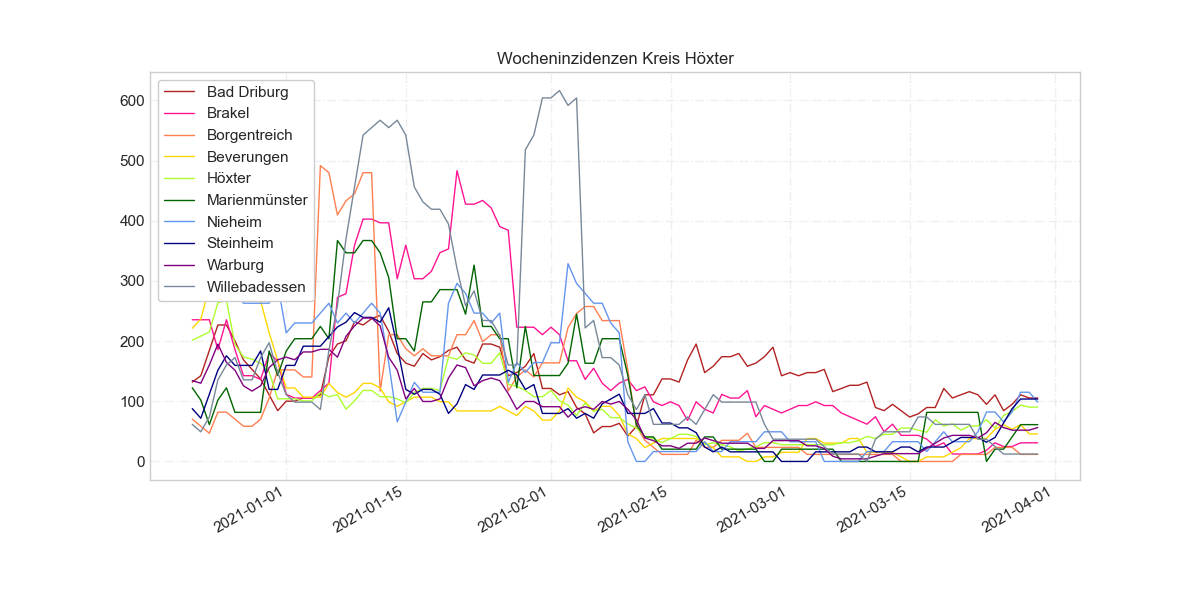 Wocheninzidenzen Kreis Höxter
Bad Driburg
Brakel
Borgentreich
Beverungen
Höxter
Marienmünster
Nieheim
Steinheim
Warburg
Willebadessen
600
500
400
300
200
100
0
2021-01-01
2021-01-15
2021-02-01
2021-02-15
2021-03-01
2021-03-15
2021-04-01